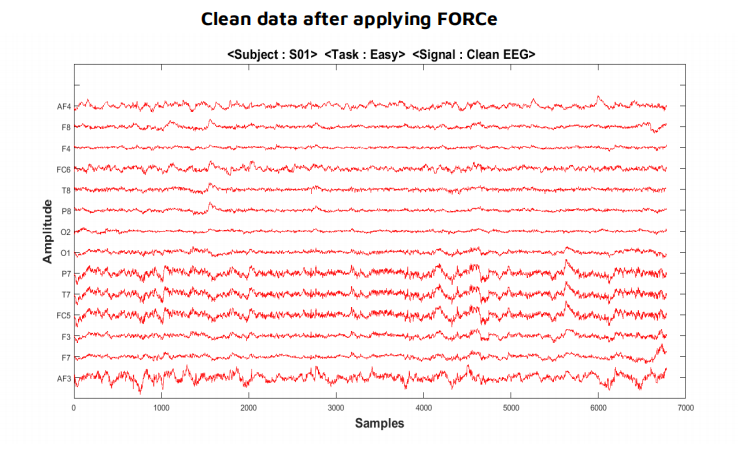 Clean data after applying FORCe
<Subject : S01> <Task : Easy> <Signal : Clean EEG>
AF4
F8
F4
FC6
T8
P8
O2
O1
P7
T7
FC5
F3
F7
AF3
Amplitude
0 1000 2000 3000 4000 5000 6000 7000
Samples